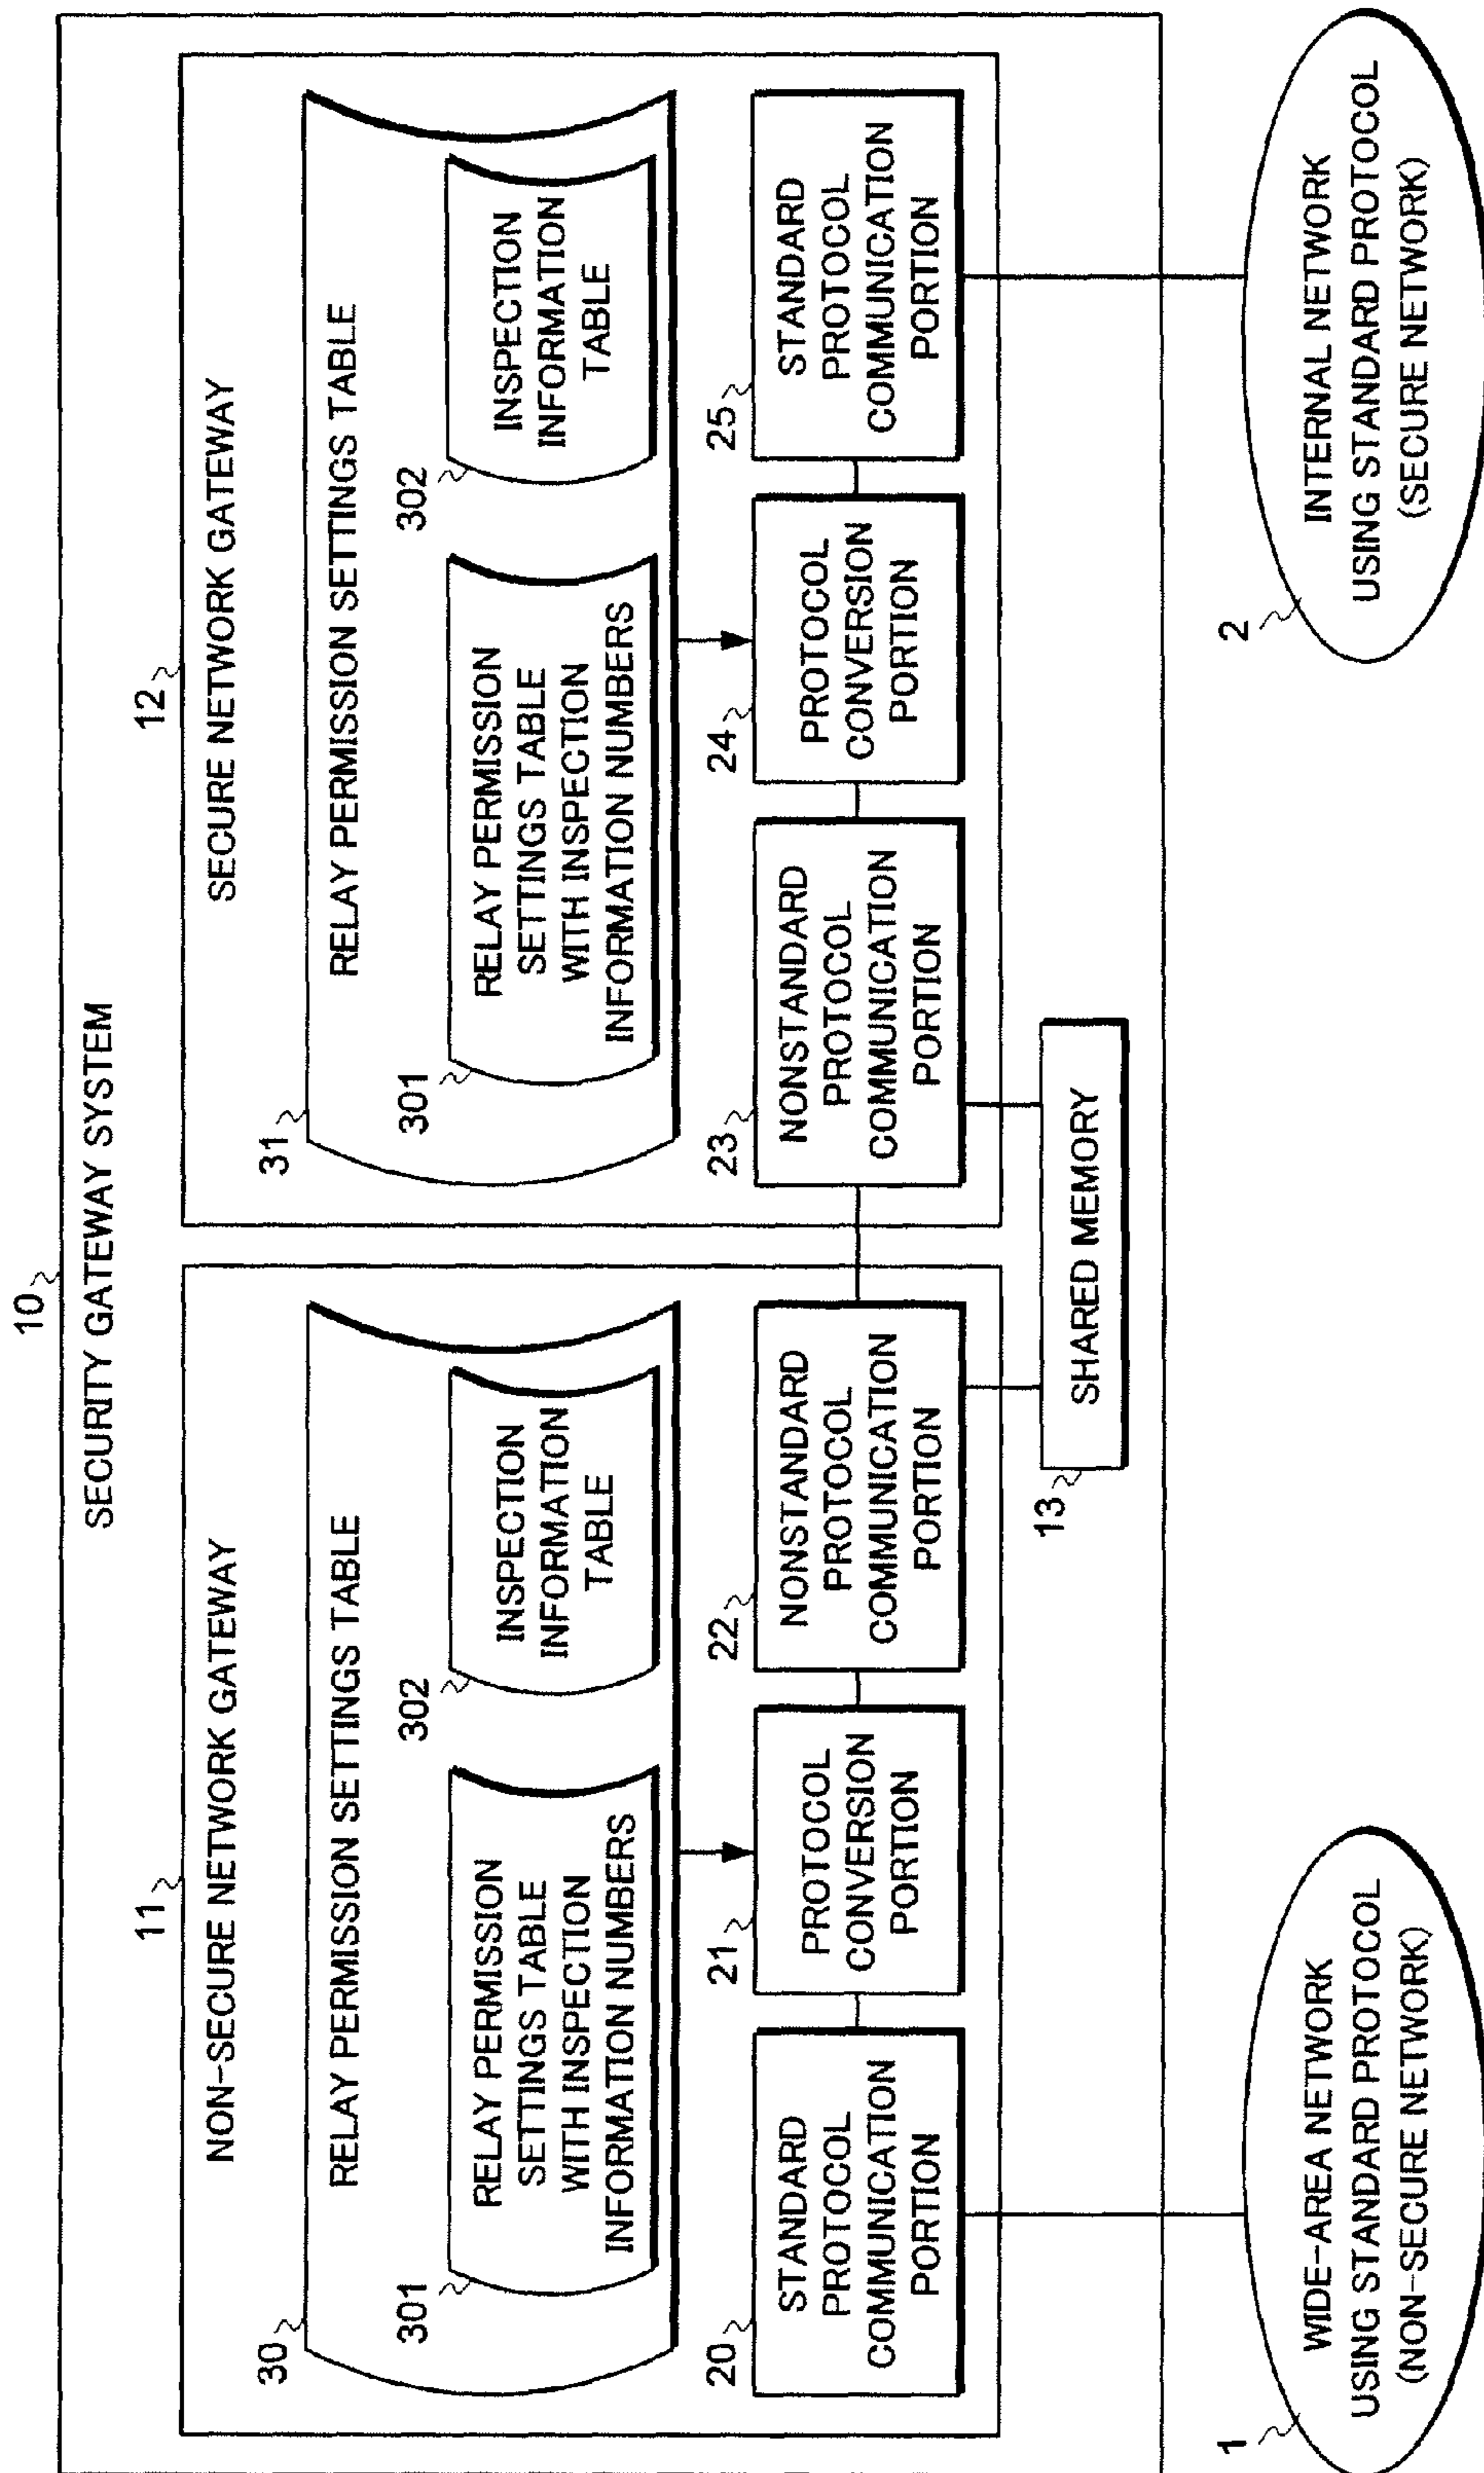 10
SECURITY GATEWAY SYSTEM
11
NON-SECURE NETWORK GATEWAY
30
RELAY PERMISSION SETTINGS TABLE
301
RELAY PERMISSION
SETTINGS TABLE
WITH INSPECTION
INFORMATION NUMBERS
302
INSPECTION
INFORMATION
TABLE
20
STANDARD
PROTOCOL
COMMUNICATION
PORTION
21
PROTOCOL
CONVERSION
PORTION
22
NONSTANDARD
PROTOCOL
COMMUNICATION
PORTION
12
SECURE NETWORK GATEWAY
31
RELAY PERMISSION SETTINGS TABLE
301
RELAY PERMISSION
SETTINGS TABLE
WITH INSPECTION
INFORMATION NUMBERS
302
INSPECTION
INFORMATION
TABLE
23
NONSTANDARD
PROTOCOL
COMMUNICATION
PORTION
24
PROTOCOL
CONVERSION
PORTION
25
STANDARD
PROTOCOL
COMMUNICATION
PORTION
13
SHARED MEMORY
1
WIDE-AREA NETWORK
USING STANDARD PROTOCOL
(NON-SECURE NETWORK)
2
INTERNAL NETWORK
USING STANDARD PROTOCOL
(SECURE NETWORK)